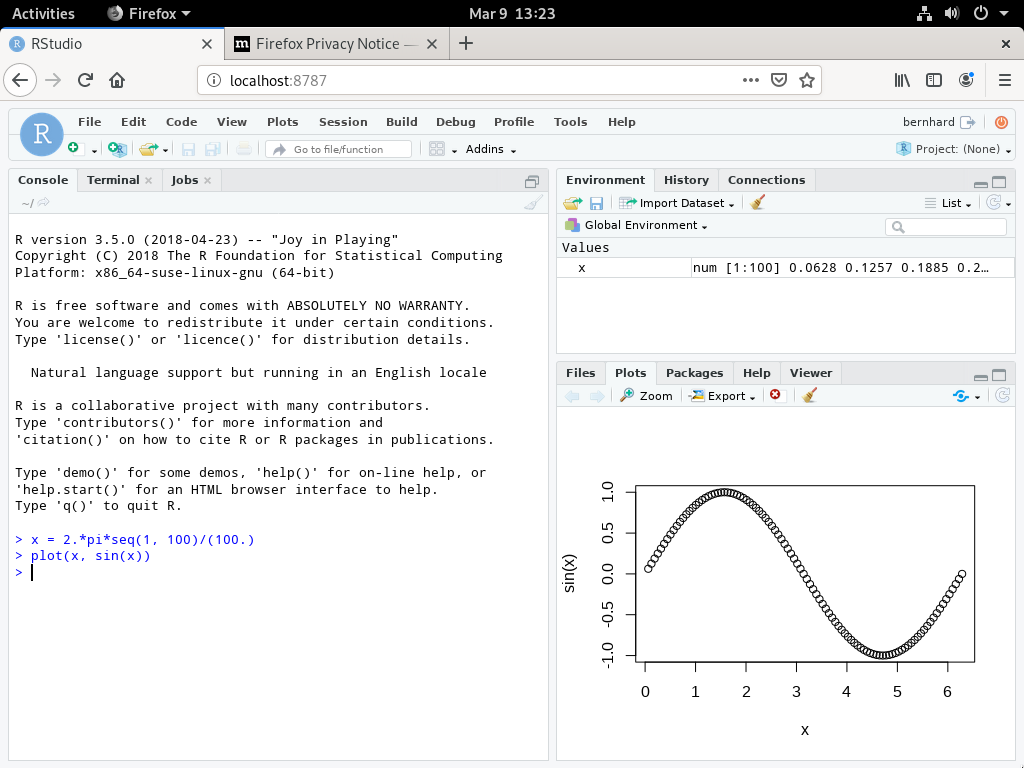 Activities Firefox Mar 9 13:23
RStudio Firefox Privacy Notice —
localhost:8787
R File Edit Code View Plots Session Build Debug Profile Tools Help bernhard
Go to file/function Addins Project: (None)
Console Terminal Jobs
~/
R version 3.5.0 (2018-04-23) -- "Joy in Playing"
Copyright (C) 2018 The R Foundation for Statistical Computing
Platform: x86_64-suse-linux-gnu (64-bit)
R is free software and comes with ABSOLUTELY NO WARRANTY.
You are welcome to redistribute it under certain conditions.
Type 'license()' or 'licence()' for distribution details.
Natural language support but running in an English locale
R is a collaborative project with many contributors.
Type 'contributors()' for more information and
'citation()' on how to cite R or R packages in publications.
Type 'demo()' for some demos, 'help()' for on-line help, or
'help.start()' for an HTML browser interface to help.
Type 'q()' to quit R.
> x = 2.*pi*seq(1, 100)/(100.)
> plot(x, sin(x))
>
Environment History Connections
Import Dataset List
Global Environment
Values
x num [1:100] 0.0628 0.1257 0.1885 0.2…
Files Plots Packages Help Viewer
Zoom Export
sin(x)
1.0
0.5
0.0
-0.5
-1.0
0 1 2 3 4 5 6
x